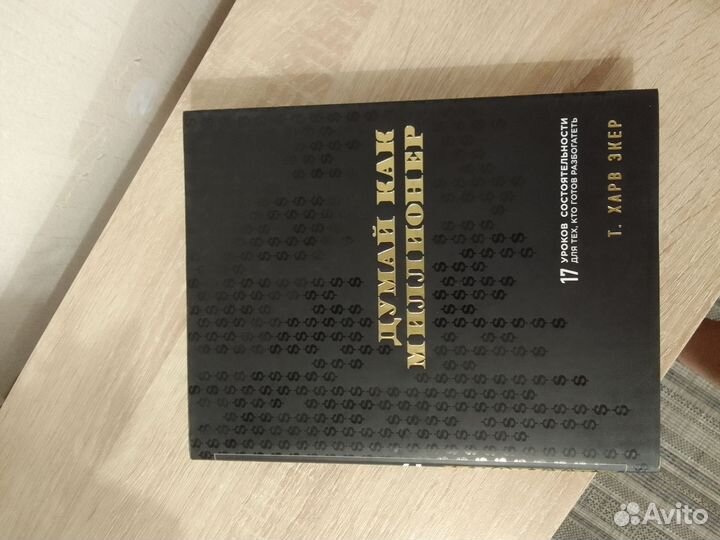 ДУМАЙ КАК
МИЛЛИОНЕР
17 УРОКОВ СОСТОЯТЕЛЬНОСТИ
ДЛЯ ТЕХ, КТО ГОТОВ РАЗБОГАТЕТЬ
Т. ХАРВ ЭКЕР
Avito